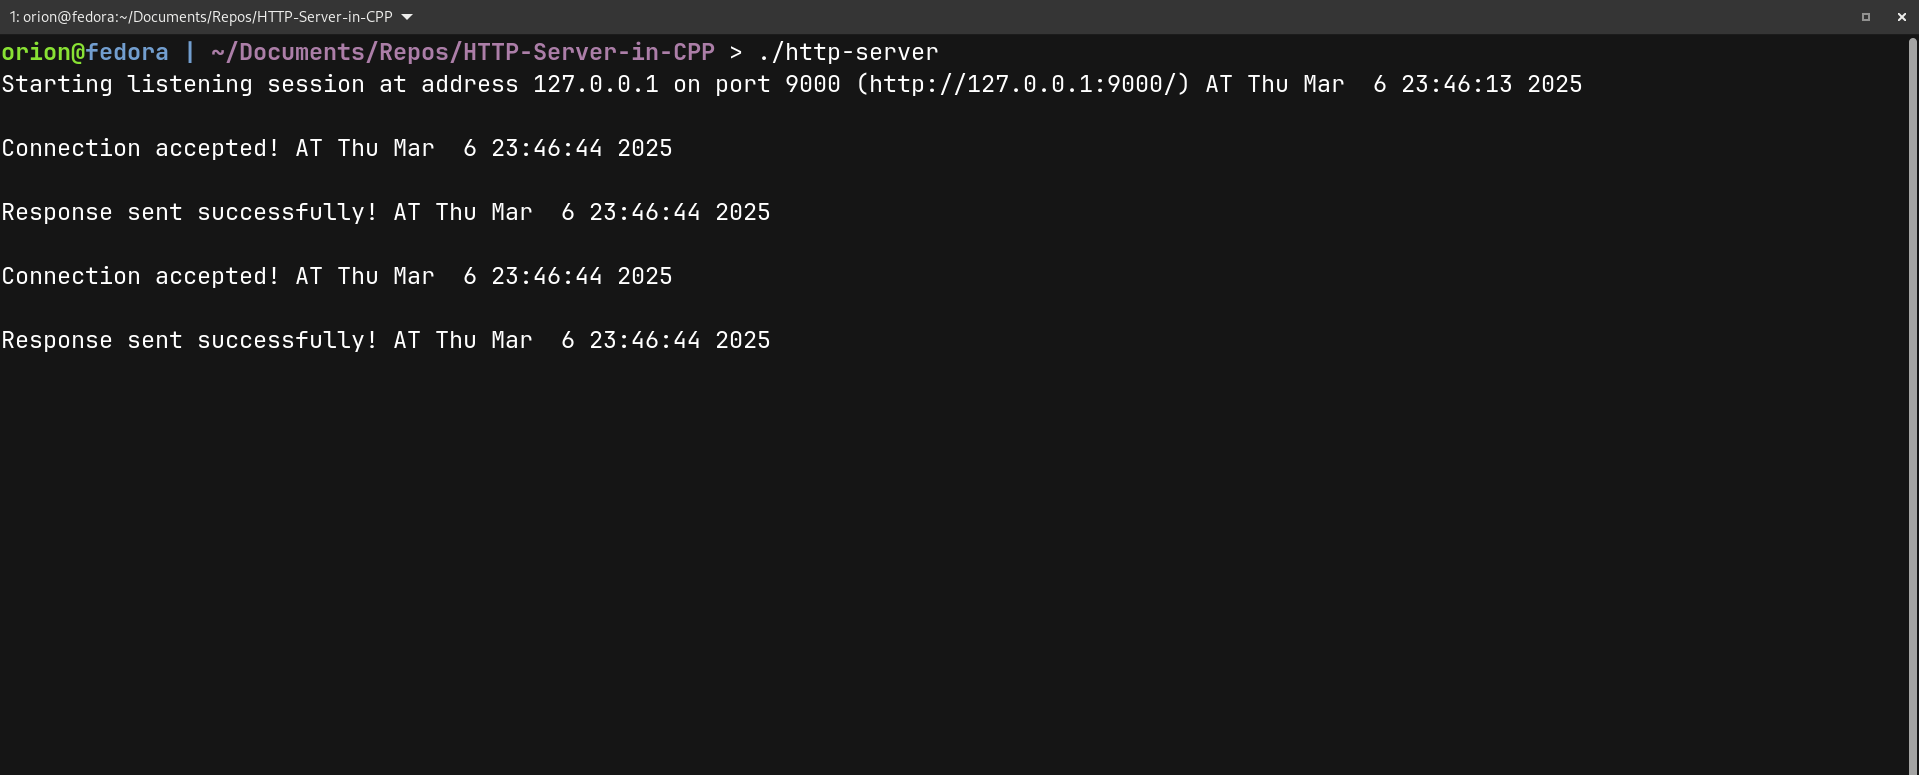 1: orion@fedora:~/Documents/Repos/HTTP-Server-in-CPP
orion@fedora | ~/Documents/Repos/HTTP-Server-in-CPP > ./http-server
Starting listening session at address 127.0.0.1 on port 9000 (http://127.0.0.1:9000/) AT Thu Mar  6 23:46:13 2025
Connection accepted! AT Thu Mar  6 23:46:44 2025
Response sent successfully! AT Thu Mar  6 23:46:44 2025
Connection accepted! AT Thu Mar  6 23:46:44 2025
Response sent successfully! AT Thu Mar  6 23:46:44 2025